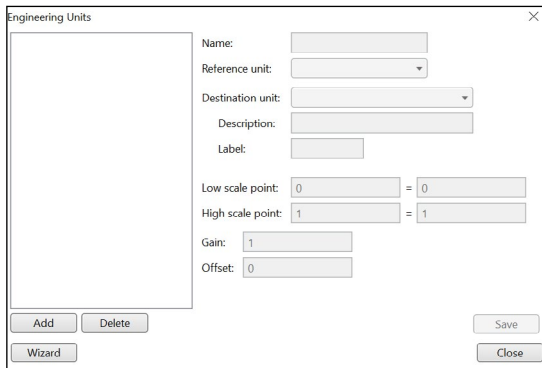 Engineering Units
Name:
Reference unit:
Destination unit:
Description:
Label:
Low scale point: 0 = 0
High scale point: 1 = 1
Gain: 1
Offset: 0
Add Delete Save
Wizard Close